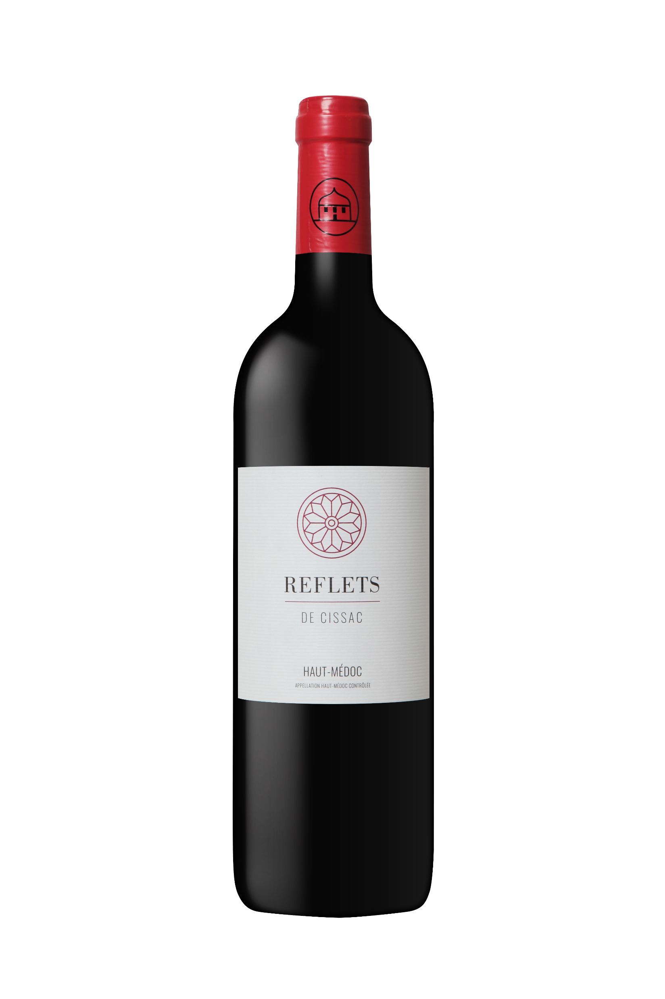 REFLETS
DE CISSAC
HAUT-MÉDOC
APPELLATION HAUT-MÉDOC CONTRÔLÉE